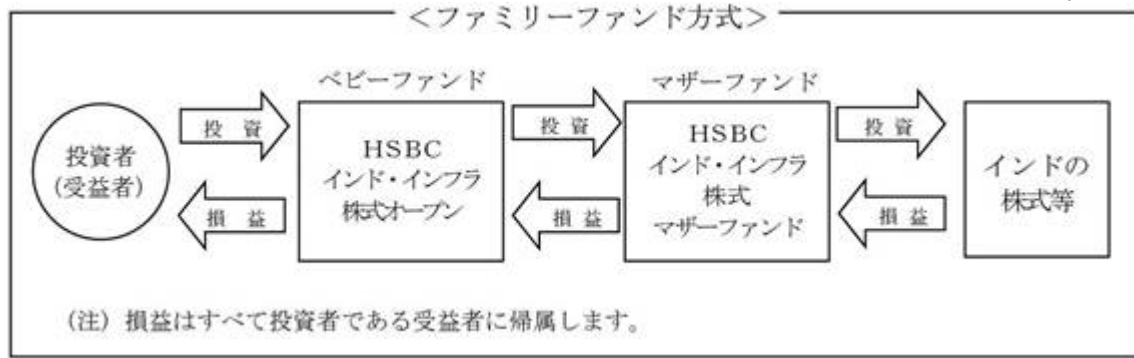 ＜ファミリーファンド方式＞
ベビーファンド
マザーファンド
投資者
(受益者)
投 資
損 益
HSBC
インド・インフラ
株式オープン
投 資
損 益
HSBC
インド・インフラ
株式
マザーファンド
投 資
損 益
インドの
株式等
(注) 損益はすべて投資者である受益者に帰属します。